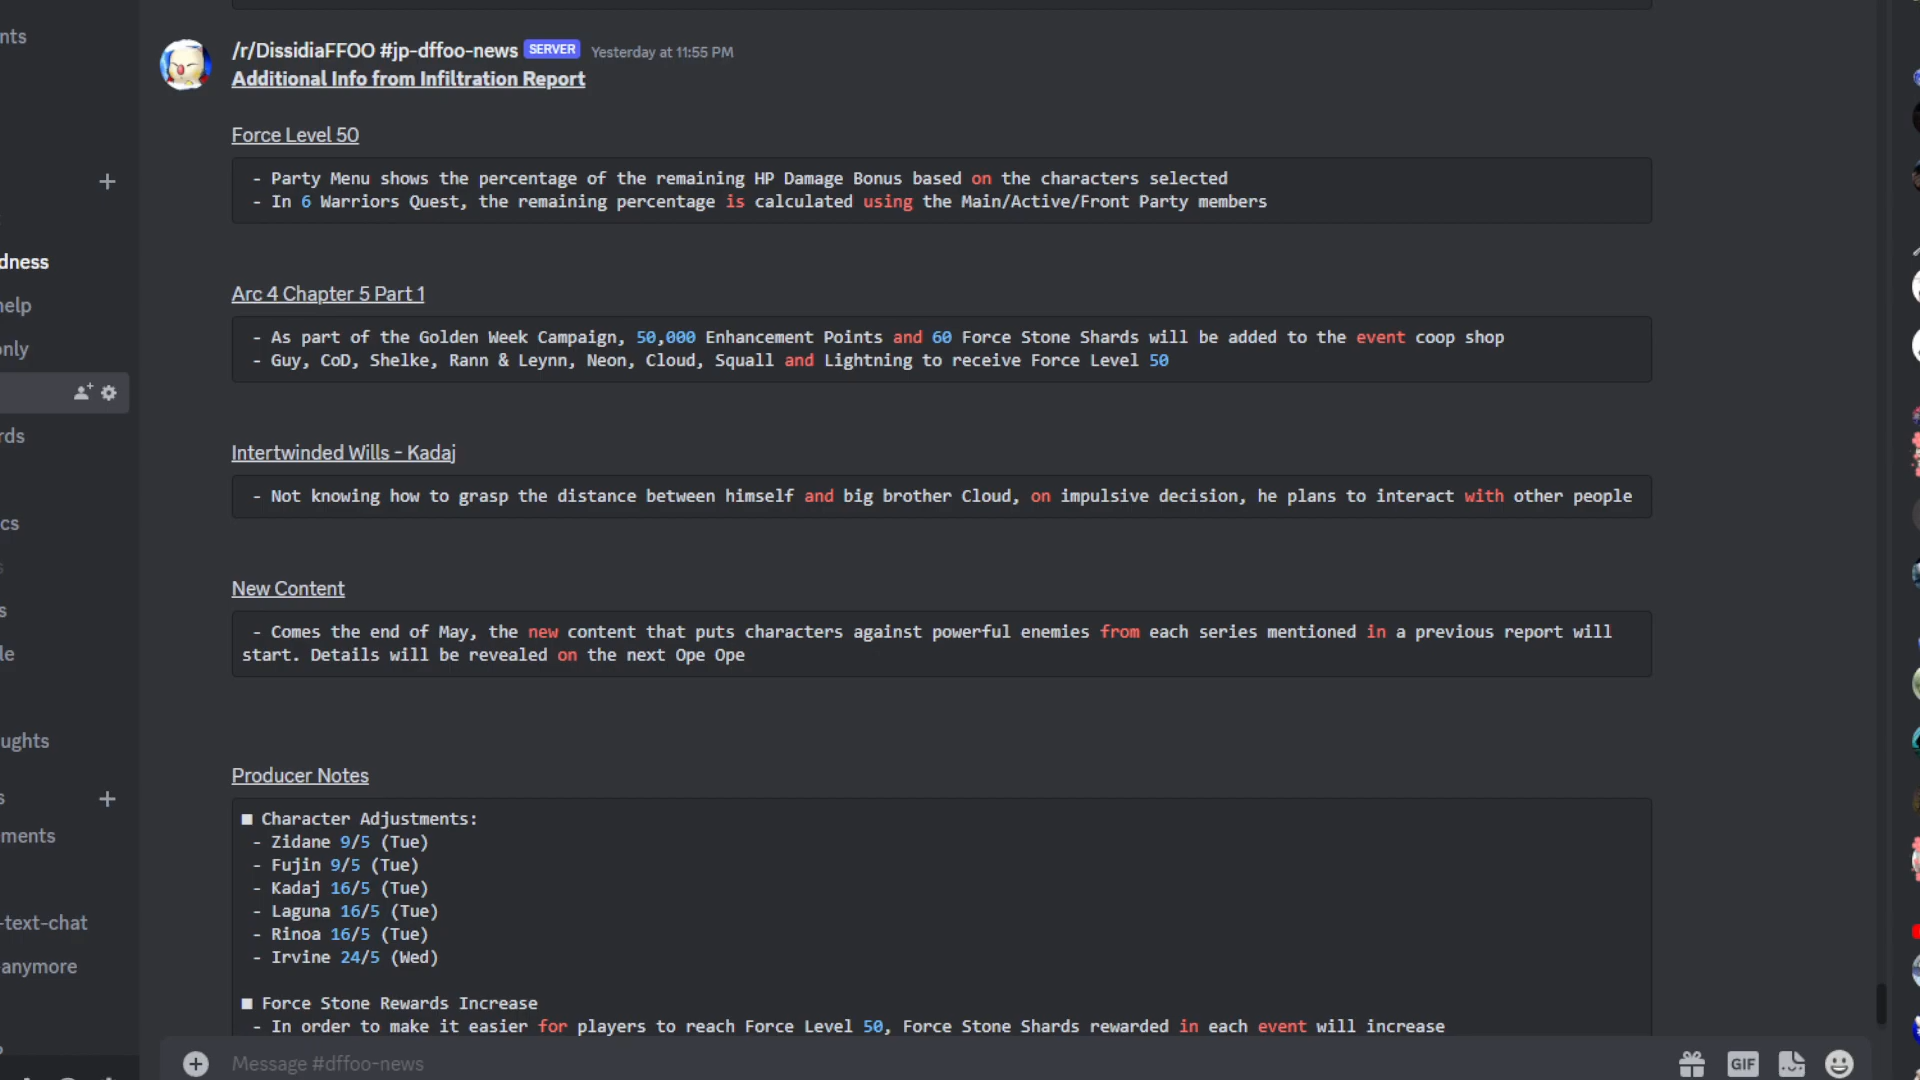 nts
/r/DissidiaFFOO #jp-dffoo-news SERVER Yesterday at 11:55 PM
Additional Info from Infiltration Report
Force Level 50
- Party Menu shows the percentage of the remaining HP Damage Bonus based on the characters selected
- In 6 Warriors Quest, the remaining percentage is calculated using the Main/Active/Front Party members
dness
help
Arc 4 Chapter 5 Part 1
- As part of the Golden Week Campaign, 50,000 Enhancement Points and 60 Force Stone Shards will be added to the event coop shop
only
- Guy, CoD, Shelke, Rann & Leynn, Neon, Cloud, Squall and Lightning to receive Force Level 50
rds
Intertwinded Wills - Kadaj
- Not knowing how to grasp the distance between himself and big brother Cloud, on impulsive decision, he plans to interact with other people
cs
s
New Content
s
- Comes the end of May, the new content that puts characters against powerful enemies from each series mentioned in a previous report will
start. Details will be revealed on the next Ope Ope
le
ughts
Producer Notes
s
■ Character Adjustments:
ments
- Zidane 9/5 (Tue)
- Fujin 9/5 (Tue)
- Kadaj 16/5 (Tue)
- Laguna 16/5 (Tue)
-text-chat
- Rinoa 16/5 (Tue)
- Irvine 24/5 (Wed)
anymore
■ Force Stone Rewards Increase
- In order to make it easier for players to reach Force Level 50, Force Stone Shards rewarded in each event will increase
Message #dffoo-news
GIF